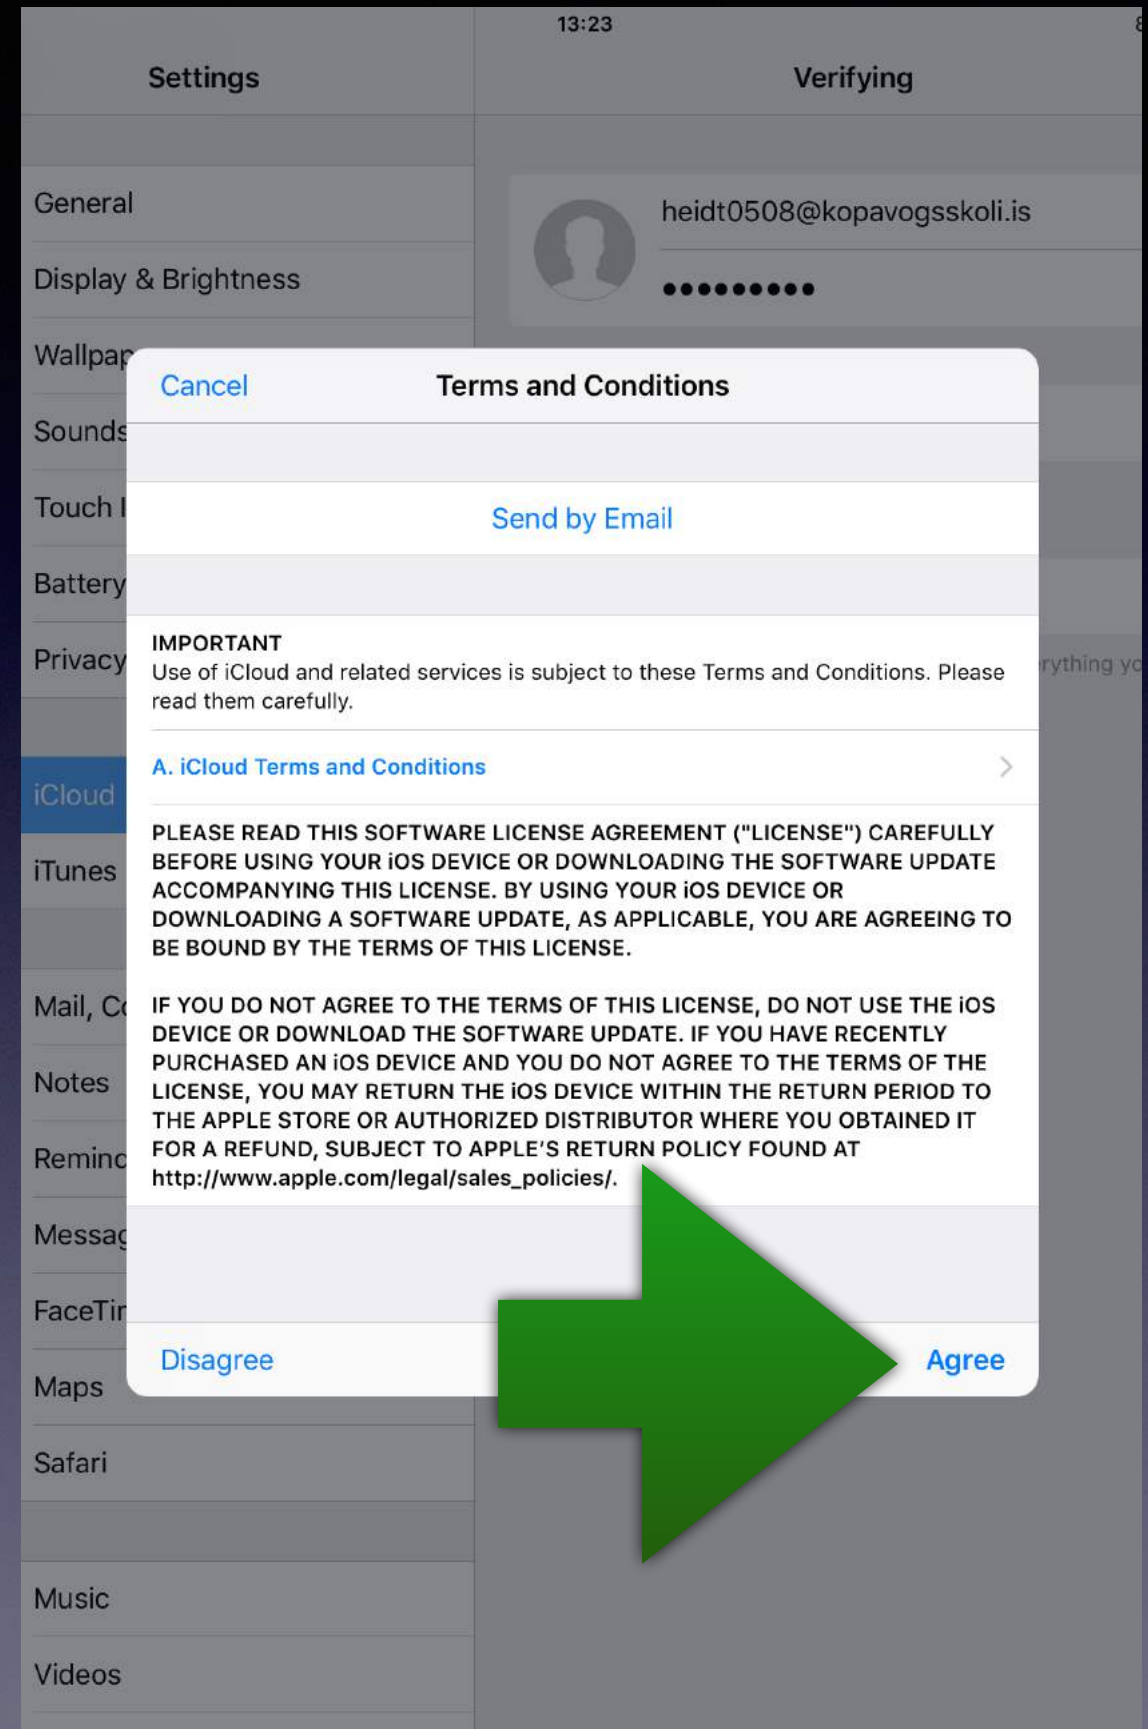 13:23
Settings
Verifying
General
Display & Brightness
Wallpap
Sounds
Touch I
Battery
Privacy
iCloud
iTunes
Mail, Co
Notes
Remind
Messag
FaceTim
Maps
Safari
Music
Videos
heidt0508@kopavogsskoli.is
erything yo
Cancel
Terms and Conditions
Send by Email
IMPORTANT
Use of iCloud and related services is subject to these Terms and Conditions. Please
read them carefully.
A. iCloud Terms and Conditions
PLEASE READ THIS SOFTWARE LICENSE AGREEMENT ("LICENSE") CAREFULLY
BEFORE USING YOUR iOS DEVICE OR DOWNLOADING THE SOFTWARE UPDATE
ACCOMPANYING THIS LICENSE. BY USING YOUR iOS DEVICE OR
DOWNLOADING A SOFTWARE UPDATE, AS APPLICABLE, YOU ARE AGREEING TO
BE BOUND BY THE TERMS OF THIS LICENSE.
IF YOU DO NOT AGREE TO THE TERMS OF THIS LICENSE, DO NOT USE THE iOS
DEVICE OR DOWNLOAD THE SOFTWARE UPDATE. IF YOU HAVE RECENTLY
PURCHASED AN iOS DEVICE AND YOU DO NOT AGREE TO THE TERMS OF THE
LICENSE, YOU MAY RETURN THE iOS DEVICE WITHIN THE RETURN PERIOD TO
THE APPLE STORE OR AUTHORIZED DISTRIBUTOR WHERE YOU OBTAINED IT
FOR A REFUND, SUBJECT TO APPLE’S RETURN POLICY FOUND AT
http://www.apple.com/legal/sales_policies/.
Disagree
Agree